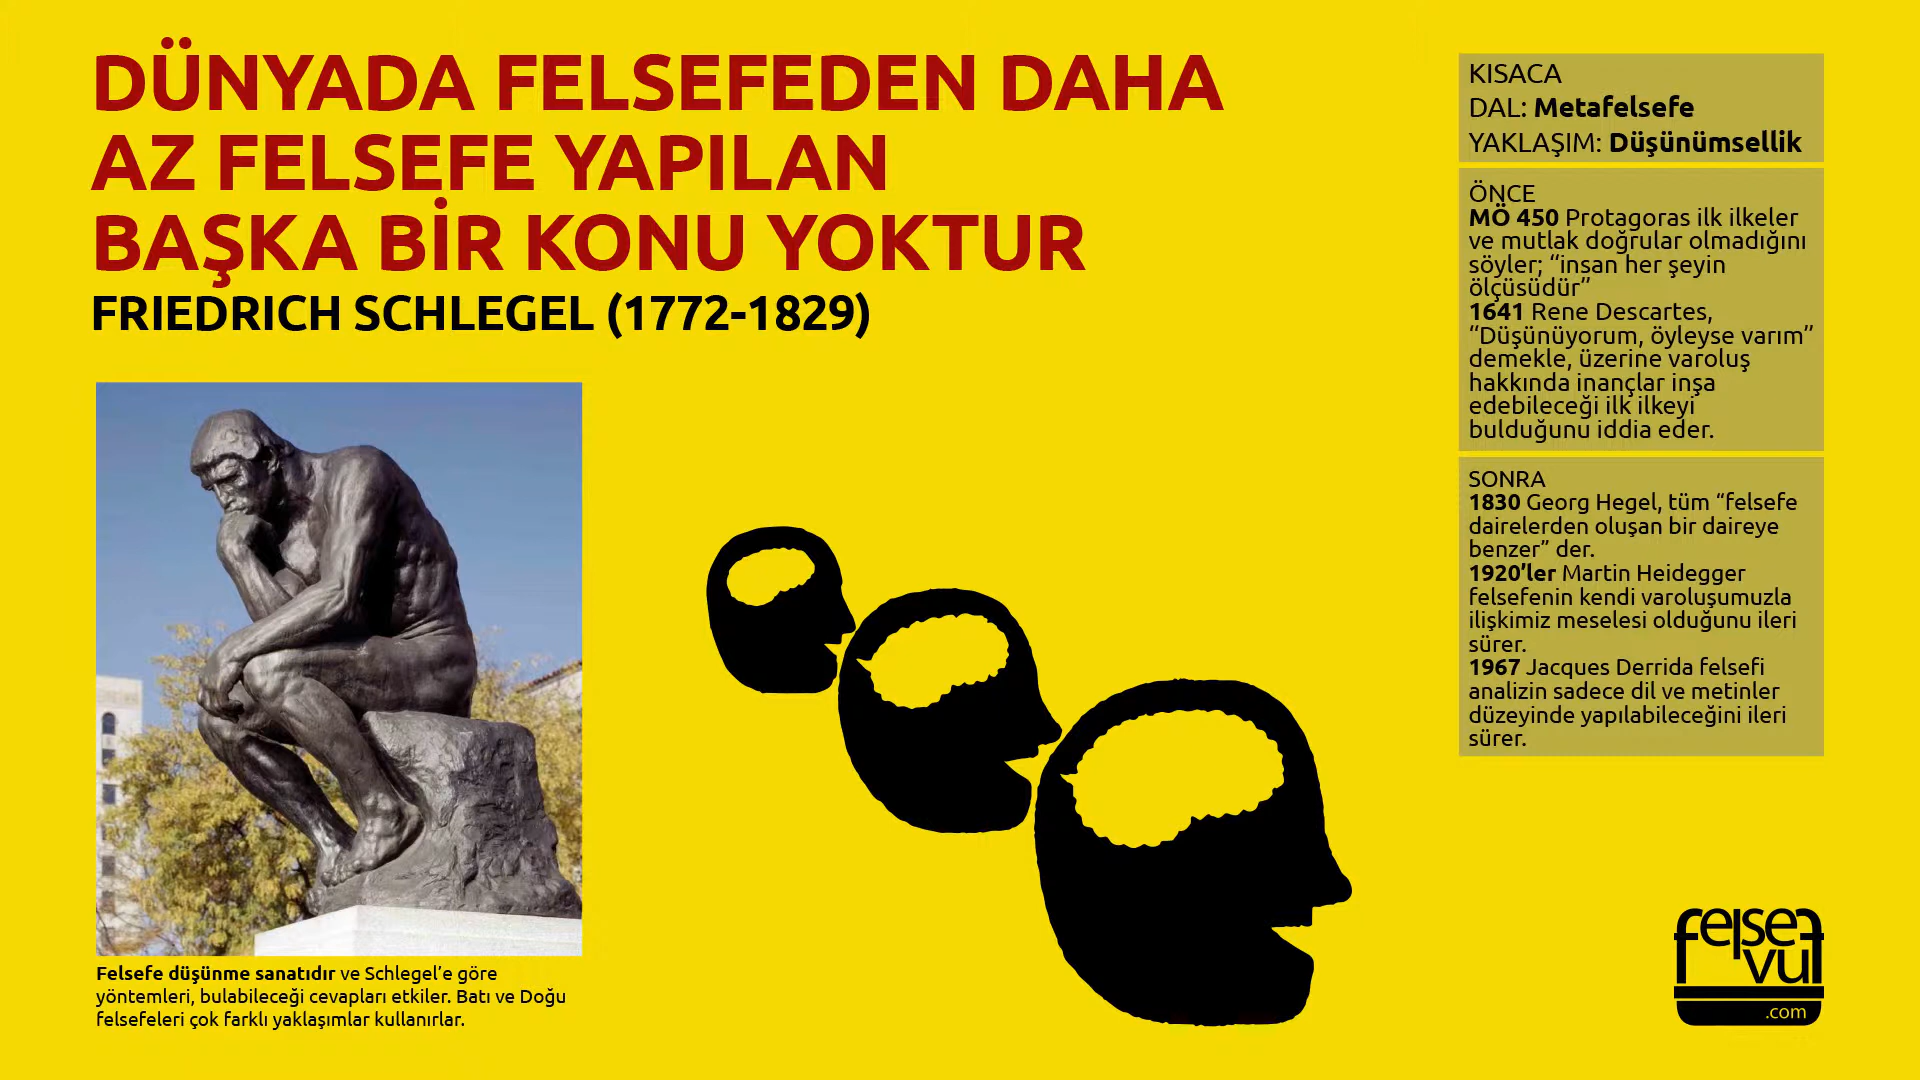 DÜNYADA FELSEFEDEN DAHA
AZ FELSEFE YAPILAN
BAŞKA BİR KONU YOKTUR
FRIEDRICH SCHLEGEL (1772-1829)
Felsefe düşünme sanatıdır ve Schlegel’e göre
yöntemleri, bulabileceği cevapları etkiler. Batı ve Doğu
felsefeleri çok farklı yaklaşımlar kullanırlar.
KISACA
DAL: Metafelsefe
YAKLAŞIM: Düşünümsellik
ÖNCE
MÖ 450 Protagoras ilk ilkeler
ve mutlak doğrular olmadığını
söyler; “insan her şeyin
ölçüsüdür”
1641 Rene Descartes,
“Düşünüyorum, öyleyse varım”
demekle, üzerine varoluş
hakkında inançlar inşa
edebileceği ilk ilkeyi
bulduğunu iddia eder.
SONRA
1830 Georg Hegel, tüm “felsefe
dairelerden oluşan bir daireye
benzer” der.
1920’ler Martin Heidegger
felsefenin kendi varoluşumuzla
ilişkimiz meselesi olduğunu ileri
sürer.
1967 Jacques Derrida felsefi
analizin sadece dil ve metinler
düzeyinde yapılabileceğini ileri
sürer.
felsef
vul
.com